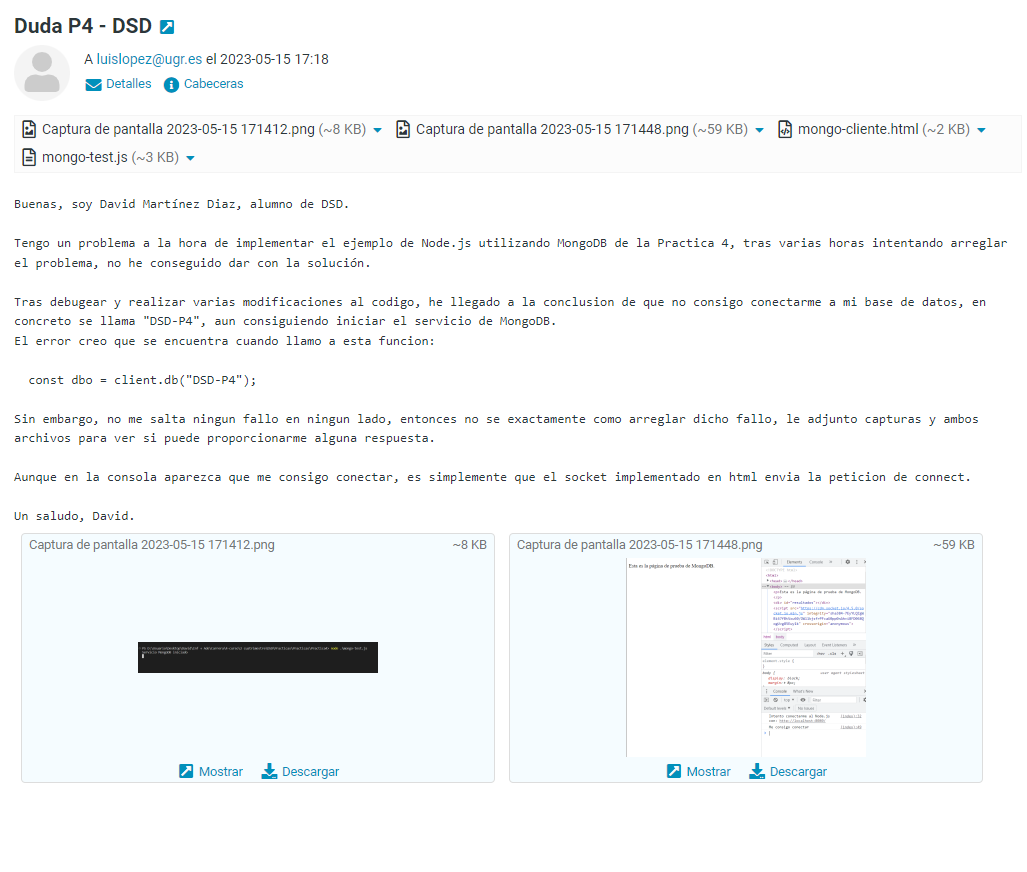 Duda P4 - DSD
A luislopez@ugr.es el 2023-05-15 17:18
Detalles Cabeceras
Captura de pantalla 2023-05-15 171412.png (~8 KB) Captura de pantalla 2023-05-15 171448.png (~59 KB) mongo-cliente.html (~2 KB)
mongo-test.js (~3 KB)
Buenas, soy David Martínez Diaz, alumno de DSD.
Tengo un problema a la hora de implementar el ejemplo de Node.js utilizando MongoDB de la Practica 4, tras varias horas intentando arreglar
el problema, no he conseguido dar con la solución.
Tras debugear y realizar varias modificaciones al codigo, he llegado a la conclusion de que no consigo conectarme a mi base de datos, en
concreto se llama "DSD-P4", aun consiguiendo iniciar el servicio de MongoDB.
El error creo que se encuentra cuando llamo a esta funcion:
const dbo = client.db("DSD-P4");
Sin embargo, no me salta ningun fallo en ningun lado, entonces no se exactamente como arreglar dicho fallo, le adjunto capturas y ambos
archivos para ver si puede proporcionarme alguna respuesta.
Aunque en la consola aparezca que me consigo conectar, es simplemente que el socket implementado en html envia la peticion de connect.
Un saludo, David.
Captura de pantalla 2023-05-15 171412.png ~8 KB Captura de pantalla 2023-05-15 171448.png ~59 KB
Esta es la página de prueba de MongoDB.
Elements Console
Mostrar Descargar Mostrar Descargar